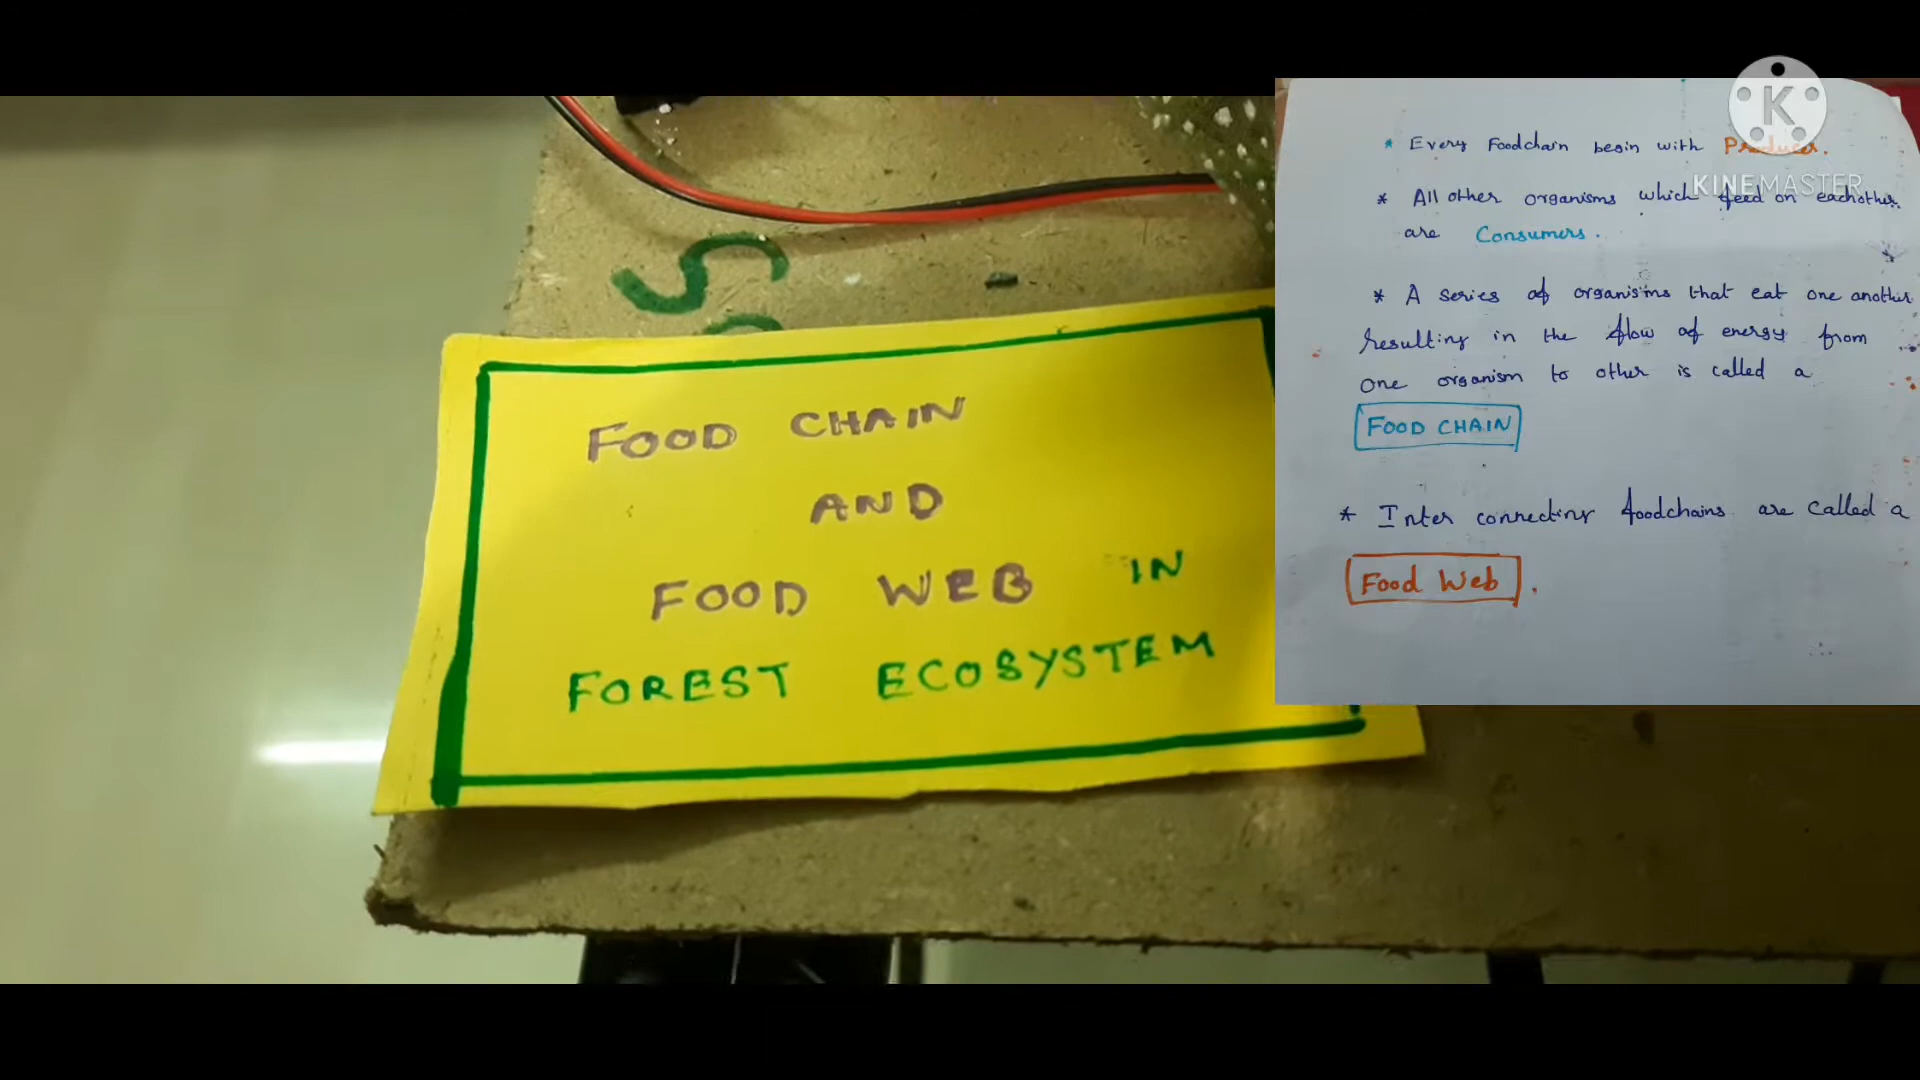 FOOD CHAIN
AND
FOOD WEB IN
FOREST ECOSYSTEM
* Every Foodchain begin with Producer.
* All other organisms which feed on eachother
are Consumers.
* A series of organisms that eat one another
resulting in the flow of energy from
one organism to other is called a
FOOD CHAIN
* Inter connecting foodchains are called a
Food Web.
K
KINEMASTER